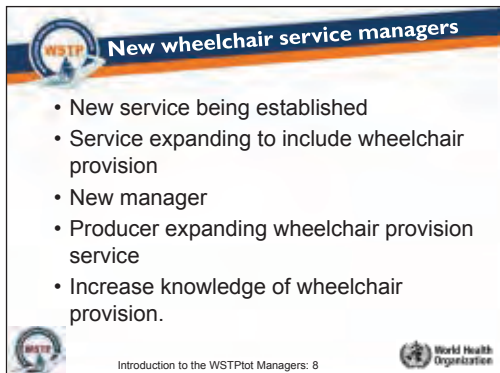 WSTP
New wheelchair service managers
• New service being established
• Service expanding to include wheelchair
provision
• New manager
• Producer expanding wheelchair provision
service
• Increase knowledge of wheelchair
provision.
WSTP
Introduction to the WSTPtot Managers: 8
World Health
Organization